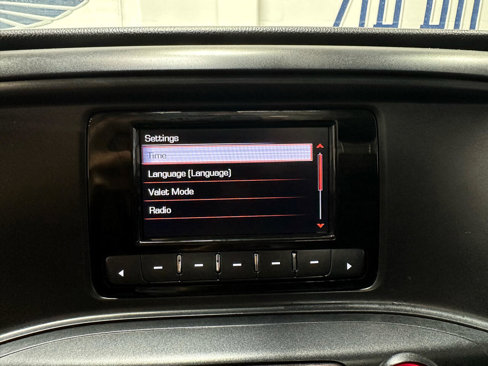 Settings
Time
Language (Language)
Valet Mode
Radio